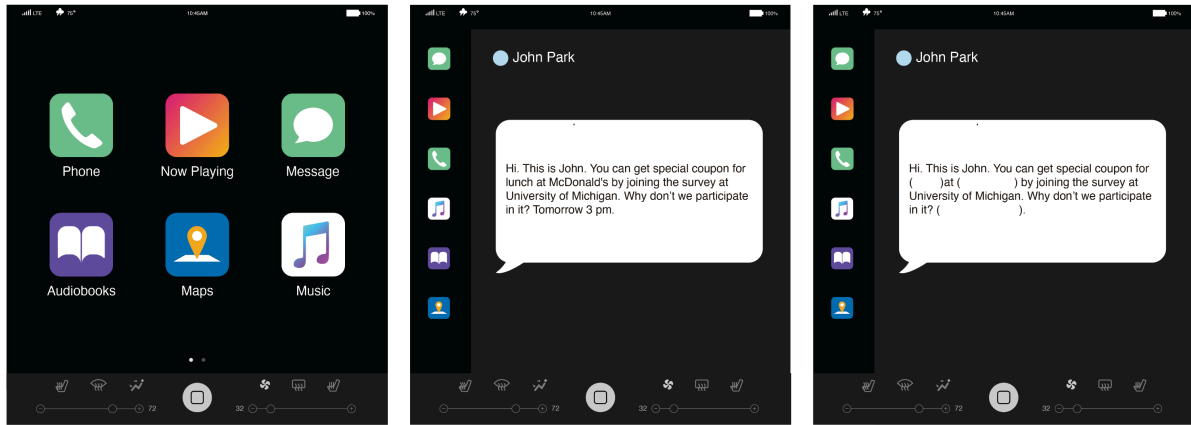 LTE 75° 10:45AM 100%
Phone Now Playing Message
Audiobooks Maps Music
72 32
LTE 75° 10:45AM 100%
John Park
Hi. This is John. You can get special coupon for
lunch at McDonald's by joining the survey at
University of Michigan. Why don't we participate
in it? Tomorrow 3 pm.
72 32
LTE 75° 10:45AM 100%
John Park
Hi. This is John. You can get special coupon for
( )at ( ) by joining the survey at
University of Michigan. Why don't we participate
in it? ( ).
72 32